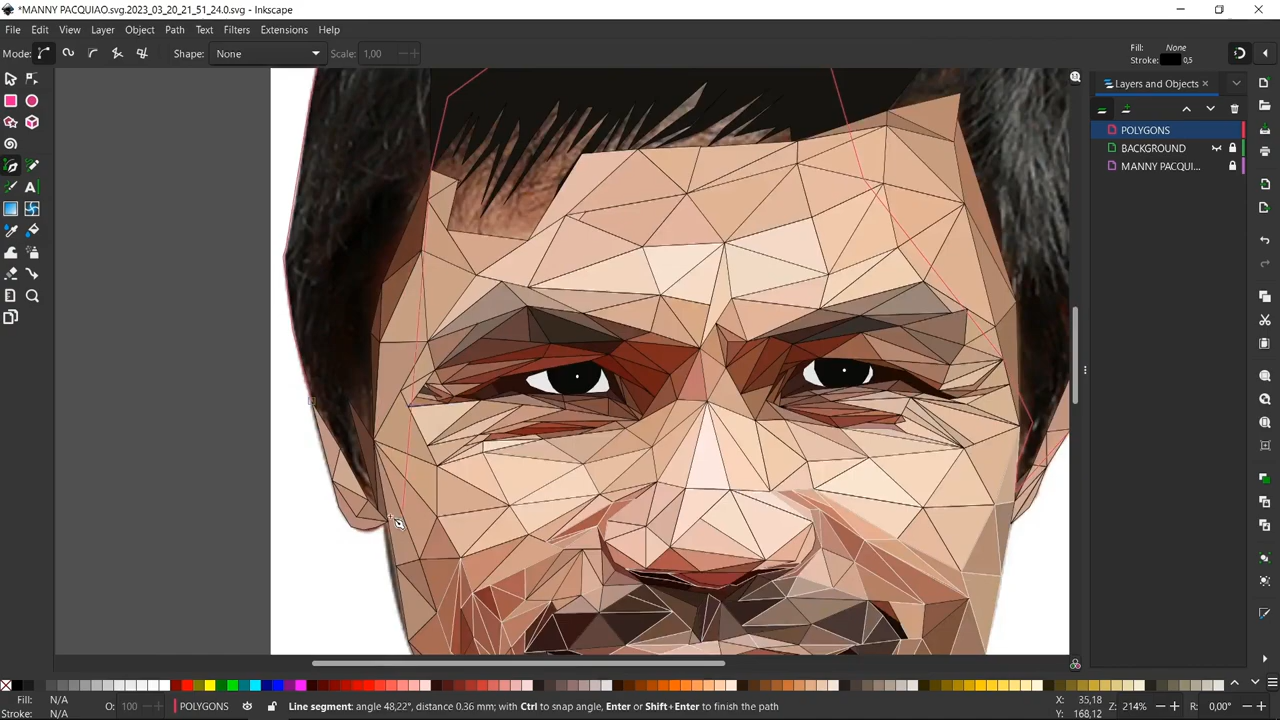 *MANNY PACQUIAO.svg.2023_03_20_21_51_24.0.svg - Inkscape
File Edit View Layer Object Path Text Filters Extensions Help
Mode: Shape: None Scale: 1,00
Fill: None
Stroke: 0,5
Layers and Objects
POLYGONS
BACKGROUND
MANNY PACQUI...
Fill: N/A
Stroke: N/A
O: 100
POLYGONS
Line segment: angle 48,22°, distance 0.36 mm; with Ctrl to snap angle, Enter or Shift+Enter to finish the path
X: 35,18
Y: 168,12
Z: 214%
R: 0,00°